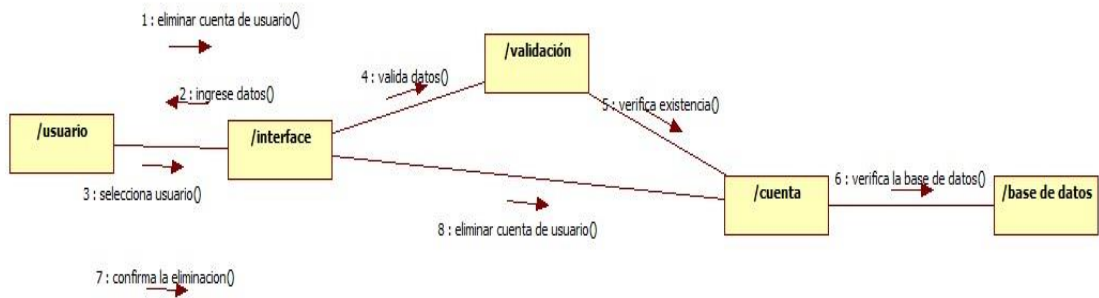 1 : eliminar cuenta de usuario()
/validación
4 : valida datos()
2 : ingrese datos()
5 : verifica existencia()
/usuario
/interface
3 : selecciona usuario()
6 : verifica la base de datos()
/cuenta
/base de datos
8 : eliminar cuenta de usuario()
7 : confirma la eliminacion()